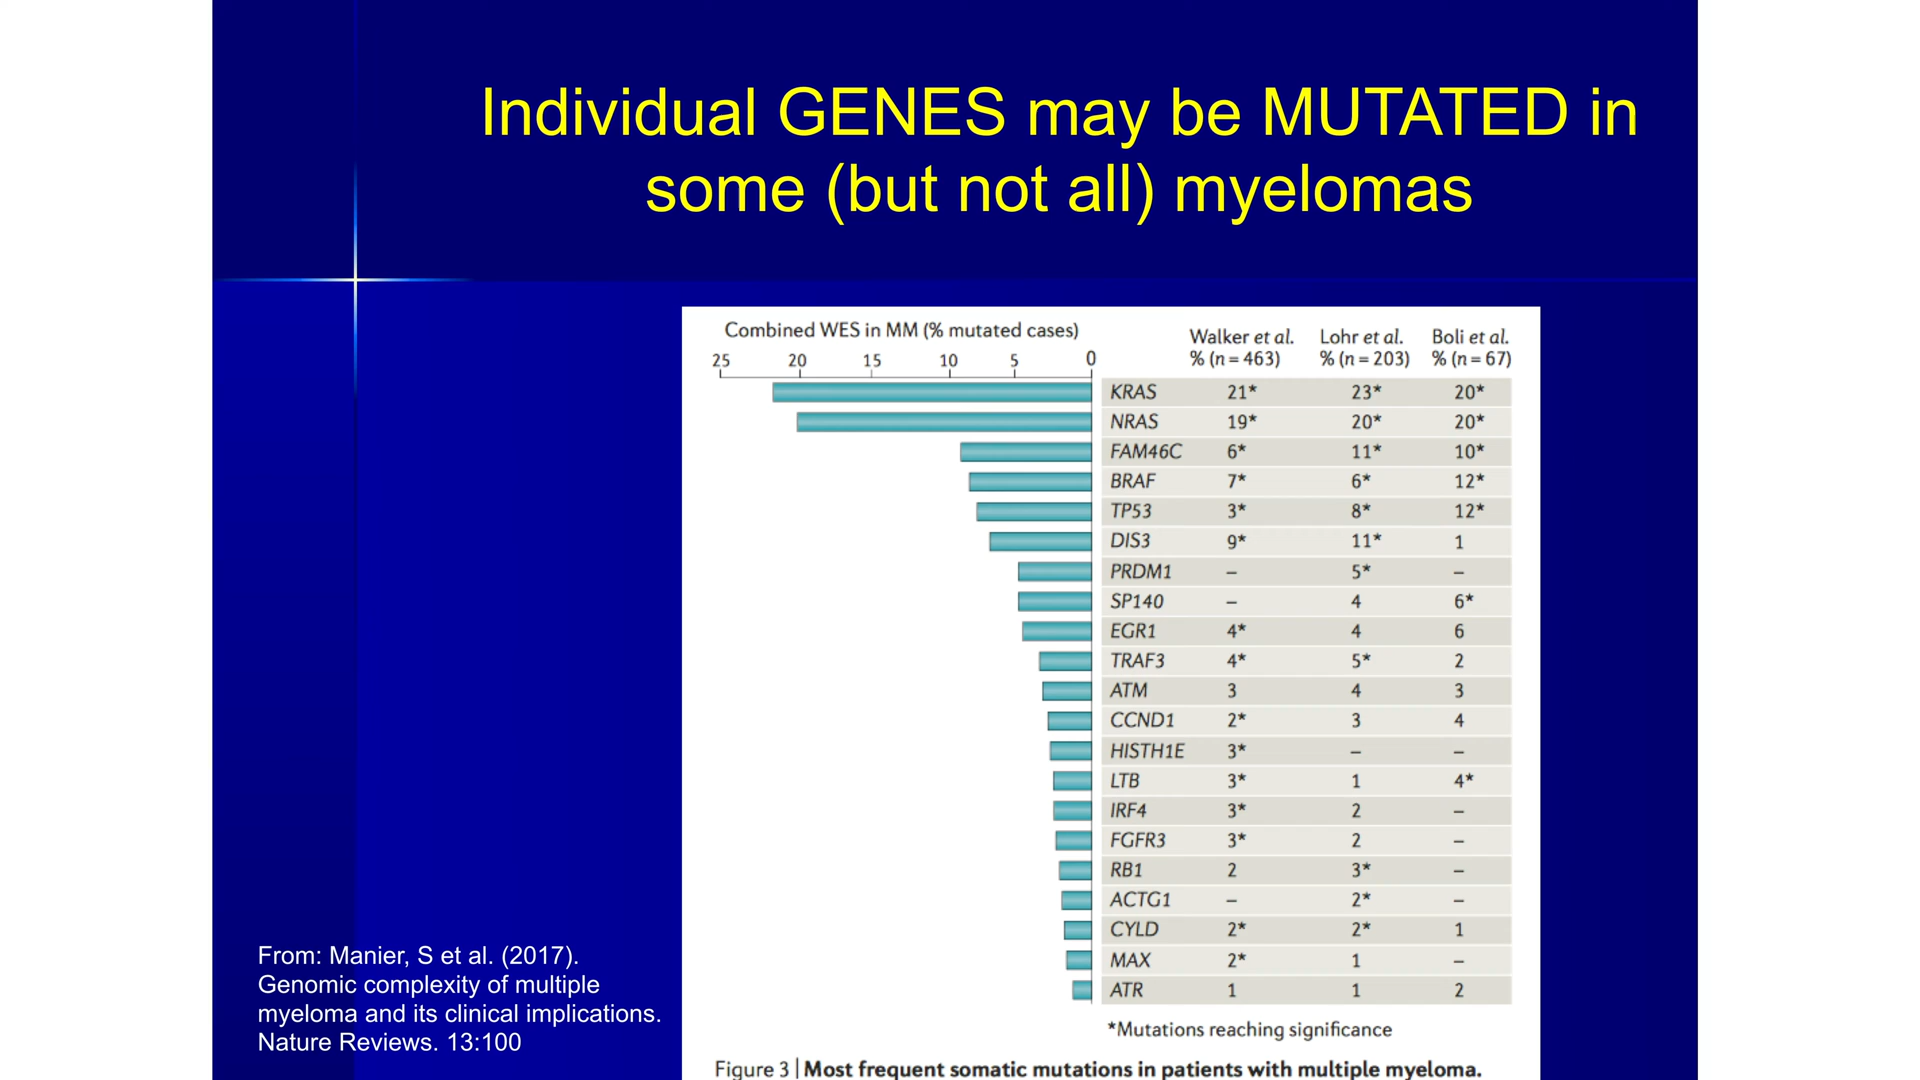 Individual GENES may be MUTATED in
some (but not all) myelomas
Combined WES in MM (% mutated cases)
25 20 15 10 5 0
Walker et al. Lohr et al. Boli et al.
% (n = 463) % (n = 203) % (n = 67)
KRAS 21* 23* 20*
NRAS 19* 20* 20*
FAM46C 6* 11* 10*
BRAF 7* 6* 12*
TP53 3* 8* 12*
DIS3 9* 11* 1
PRDM1 – 5* –
SP140 – 4 6*
EGR1 4* 4 6
TRAF3 4* 5* 2
ATM 3 4 3
CCND1 2* 3 4
HISTH1E 3* – –
LTB 3* 1 4*
IRF4 3* 2 –
FGFR3 3* 2 –
RB1 2 3* –
ACTG1 – 2* –
CYLD 2* 2* 1
MAX 2* 1 –
ATR 1 1 2
*Mutations reaching significance
Figure 3 | Most frequent somatic mutations in patients with multiple myeloma.
From: Manier, S et al. (2017).
Genomic complexity of multiple
myeloma and its clinical implications.
Nature Reviews. 13:100